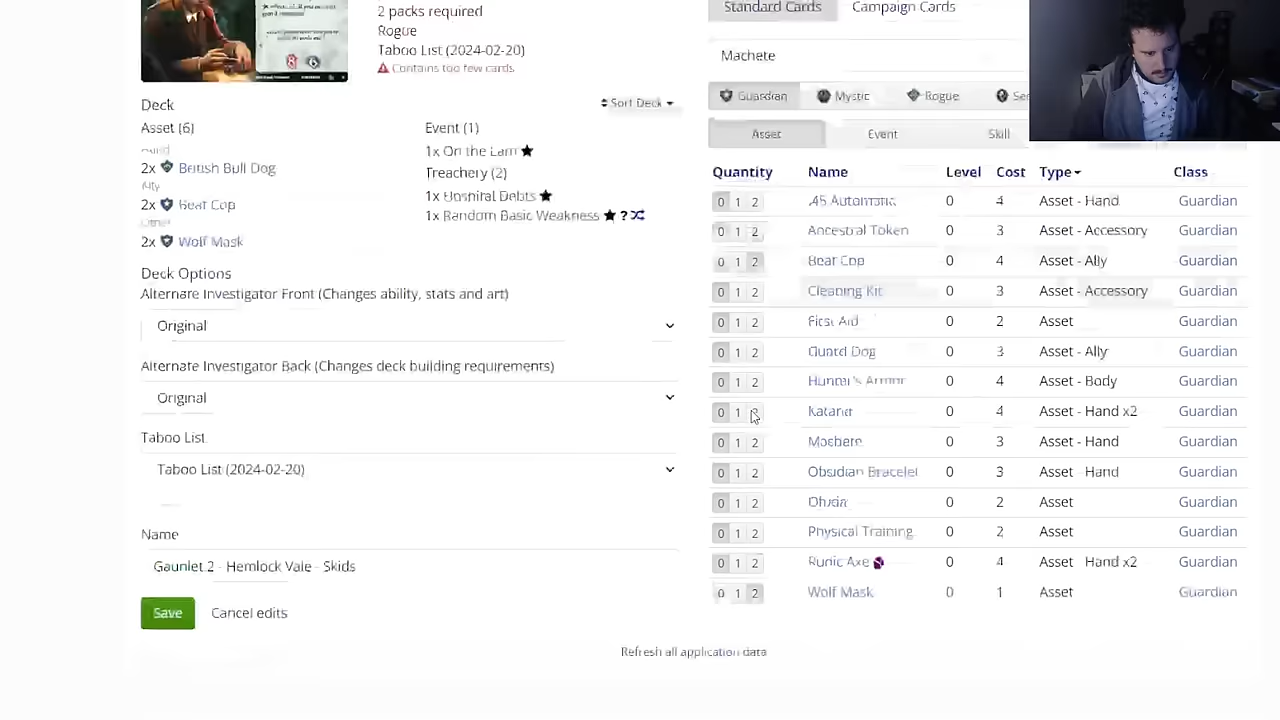 2 packs required
Rogue
Taboo List (2024-02-20)
Contains too few cards.
Deck
Sort Deck
Asset (6)
Hand
2x British Bull Dog
Ally
2x Beat Cop
Other
2x Wolf Mask
Event (1)
1x On the Lam
Treachery (2)
1x Hospital Debts
1x Random Basic Weakness ?
Deck Options
Alternate Investigator Front (Changes ability, stats and art)
Original
Alternate Investigator Back (Changes deck building requirements)
Original
Taboo List
Taboo List (2024-02-20)
Name
Gaunlet 2 - Hemlock Vale - Skids
Save Cancel edits
Standard Cards Campaign Cards
Machete
Guardian Mystic Rogue
Asset Event Skill
Quantity Name Level Cost Type Class
0 1 2 .45 Automatic 0 4 Asset - Hand Guardian
0 1 2 Ancestral Token 0 3 Asset - Accessory Guardian
0 1 2 Beat Cop 0 4 Asset - Ally Guardian
0 1 2 Cleaning Kit 0 3 Asset - Accessory Guardian
0 1 2 First Aid 0 2 Asset Guardian
0 1 2 Guard Dog 0 3 Asset - Ally Guardian
0 1 2 Hunter's Armor 0 4 Asset - Body Guardian
0 1 2 Katana 0 4 Asset - Hand x2 Guardian
0 1 2 Machete 0 3 Asset - Hand Guardian
0 1 2 Obsidian Bracelet 0 3 Asset - Hand Guardian
0 1 2 0 2 Asset Guardian
0 1 2 Physical Training 0 2 Asset Guardian
0 1 2 Runic Axe 0 4 Asset Hand x2 Guardian
0 1 2 Wolf Mask 0 1 Asset Guardian
Refresh all application data